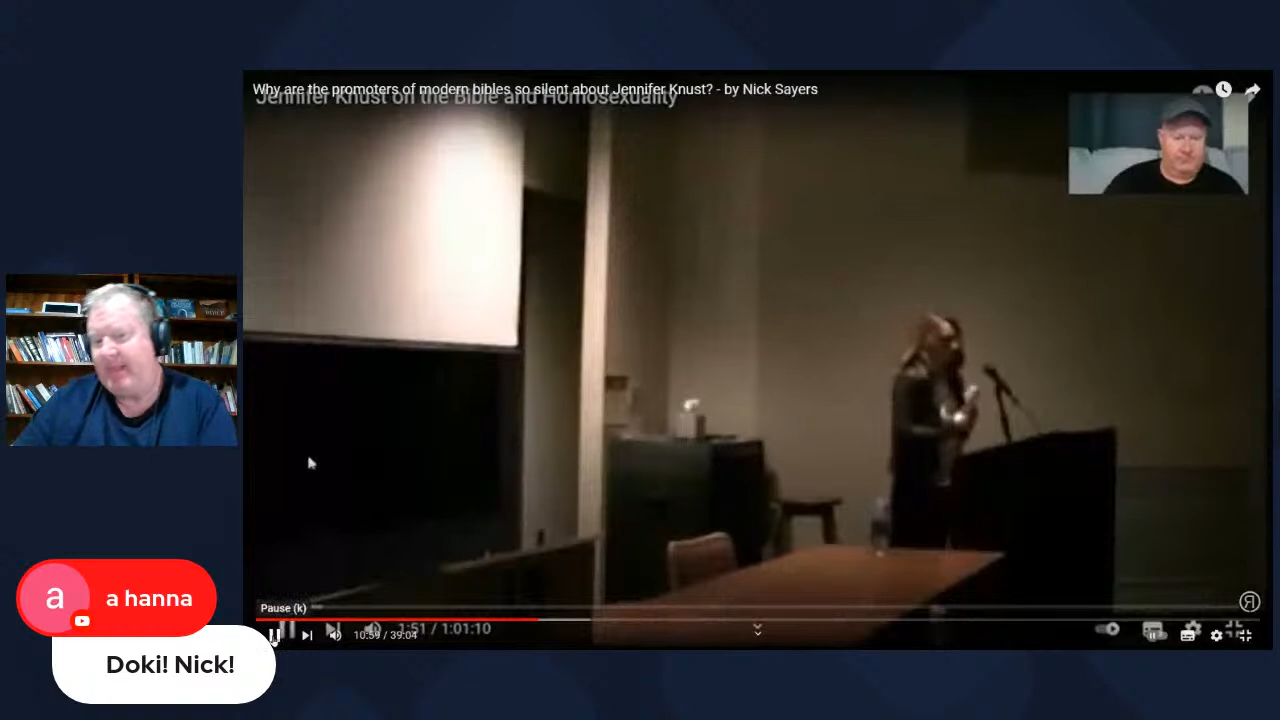 Why are the promoters of modern bibles so silent about Jennifer Knust? - by Nick Sayers
Jennifer Knust on the Bible and Homosexuality
a
a hanna
Doki! Nick!
Pause (k)
1:51 / 1:01:10
10:59 / 39:04